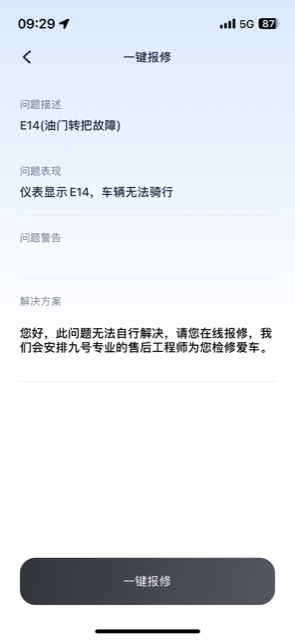 09:29 5G 87
一键报修
问题描述
E14(油门转把故障)
问题表现
仪表显示E14，车辆无法骑行
问题警告
解决方案
您好，此问题无法自行解决，请您在线报修，我
们会安排九号专业的售后工程师为您检修爱车。
一键报修